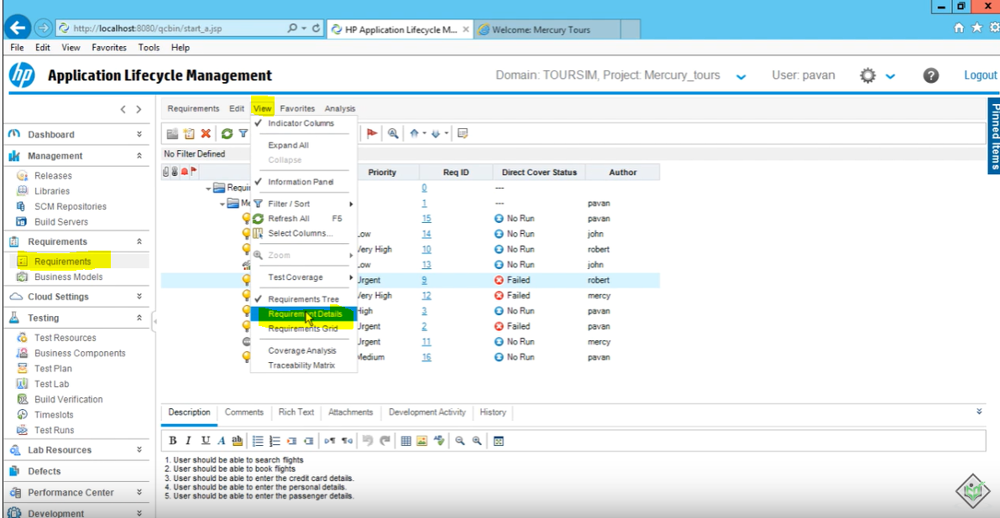 http://localhost:8080/qcbin/start_a.jsp
HP Application Lifecycle M...
Welcome: Mercury Tours
File Edit View Favorites Tools Help
hp Application Lifecycle Management
Domain: TOURSIM, Project: Mercury_tours
User: pavan
Logout
Pinned Items
Dashboard
Management
Releases
Libraries
SCM Repositories
Build Servers
Requirements
Requirements
Business Models
Cloud Settings
Testing
Test Resources
Business Components
Test Plan
Test Lab
Build Verification
Timeslots
Test Runs
Lab Resources
Defects
Performance Center
Development
Requirements Edit View Favorites Analysis
No Filter Defined
Indicator Columns
Expand All
Collapse
Information Panel
Filter / Sort
Refresh All F5
Select Columns...
Zoom
Test Coverage
Requirements Tree
Requirement Details
Requirements Grid
Coverage Analysis
Traceability Matrix
Priority Req ID Direct Cover Status Author
0 ---
1 --- pavan
15 No Run pavan
Low 14 No Run john
Very High 10 No Run robert
Low 13 No Run john
Urgent 9 Failed robert
Very High 12 Failed mercy
High 3 No Run pavan
Urgent 2 Failed pavan
Urgent 11 No Run mercy
Medium 16 No Run pavan
Description Comments Rich Text Attachments Development Activity History
B I U A ab
1. User should be able to search flights
2. User should be able to book flights
3. User should be able to enter the credit card details.
4. User should be able to enter the personal details.
5. User should be able to enter the passenger details.